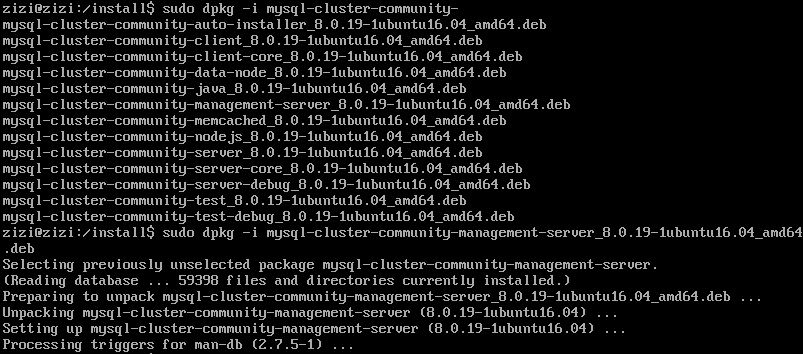 zizi@zizi:/install$ sudo dpkg -i mysql-cluster-community-
mysql-cluster-community-auto-installer_8.0.19-1ubuntu16.04_amd64.deb
mysql-cluster-community-client_8.0.19-1ubuntu16.04_amd64.deb
mysql-cluster-community-client-core_8.0.19-1ubuntu16.04_amd64.deb
mysql-cluster-community-data-node_8.0.19-1ubuntu16.04_amd64.deb
mysql-cluster-community-java_8.0.19-1ubuntu16.04_amd64.deb
mysql-cluster-community-management-server_8.0.19-1ubuntu16.04_amd64.deb
mysql-cluster-community-memcached_8.0.19-1ubuntu16.04_amd64.deb
mysql-cluster-community-nodejs_8.0.19-1ubuntu16.04_amd64.deb
mysql-cluster-community-server_8.0.19-1ubuntu16.04_amd64.deb
mysql-cluster-community-server-core_8.0.19-1ubuntu16.04_amd64.deb
mysql-cluster-community-server-debug_8.0.19-1ubuntu16.04_amd64.deb
mysql-cluster-community-test_8.0.19-1ubuntu16.04_amd64.deb
mysql-cluster-community-test-debug_8.0.19-1ubuntu16.04_amd64.deb
zizi@zizi:/install$ sudo dpkg -i mysql-cluster-community-management-server_8.0.19-1ubuntu16.04_amd64
.deb
Selecting previously unselected package mysql-cluster-community-management-server.
(Reading database ... 59398 files and directories currently installed.)
Preparing to unpack mysql-cluster-community-management-server_8.0.19-1ubuntu16.04_amd64.deb ...
Unpacking mysql-cluster-community-management-server (8.0.19-1ubuntu16.04) ...
Setting up mysql-cluster-community-management-server (8.0.19-1ubuntu16.04) ...
Processing triggers for man-db (2.7.5-1) ...